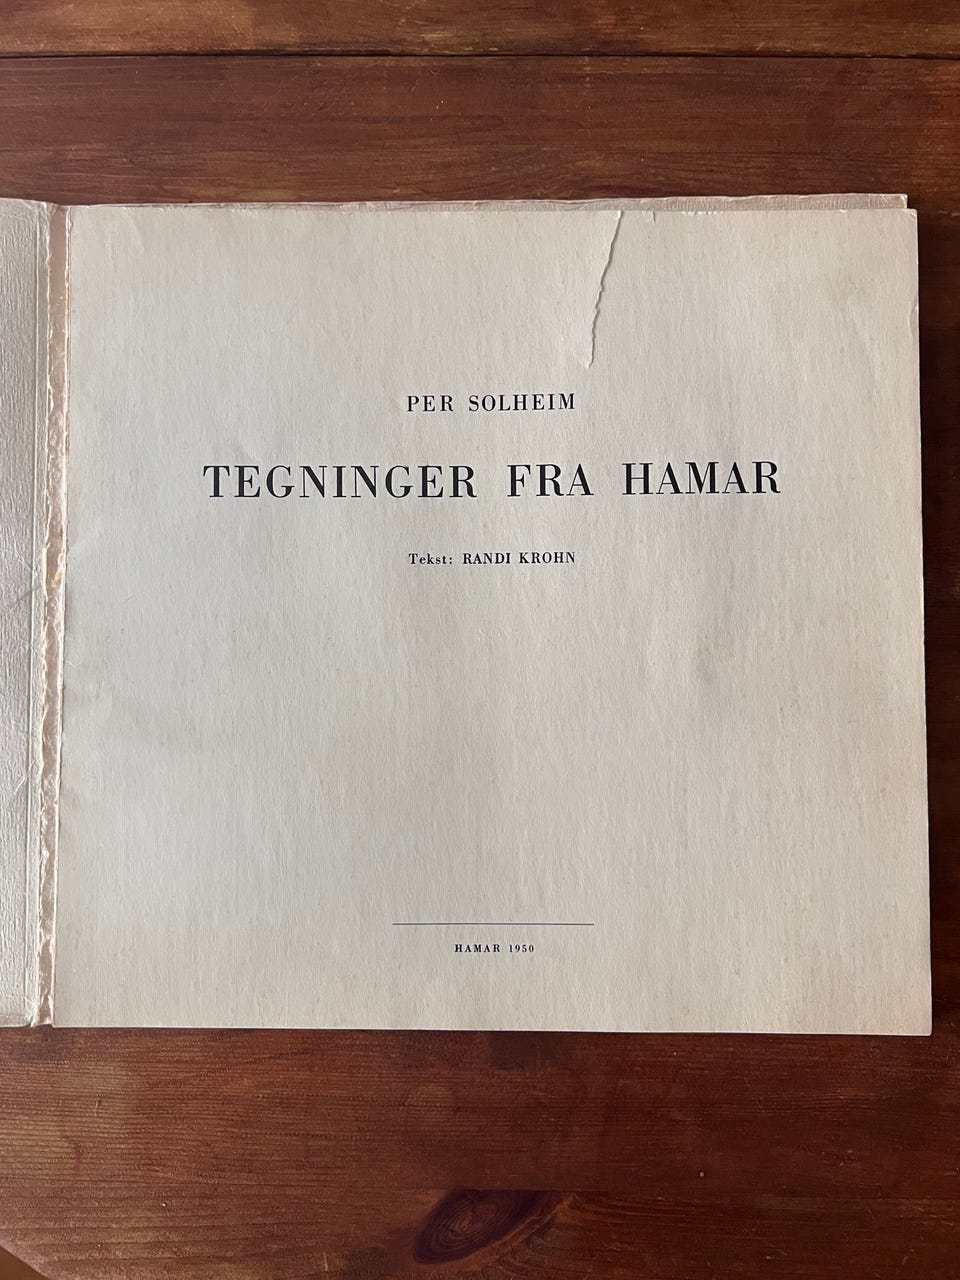 PER SOLHEIM
TEGNINGER FRA HAMAR
Tekst: RANDI KROHN
HAMAR 1950